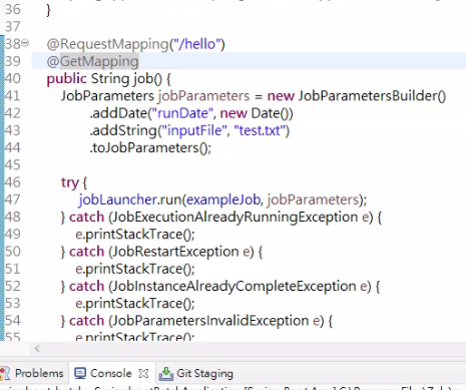 36 }
37
38 @RequestMapping("/hello")
39 @GetMapping
40 public String job() {
41 JobParameters jobParameters = new JobParametersBuilder()
42 .addDate("runDate", new Date())
43 .addString("inputFile", "test.txt")
44 .toJobParameters();
45
46 try {
47 jobLauncher.run(exampleJob, jobParameters);
48 } catch (JobExecutionAlreadyRunningException e) {
49 e.printStackTrace();
50 } catch (JobRestartException e) {
51 e.printStackTrace();
52 } catch (JobInstanceAlreadyCompleteException e) {
53 e.printStackTrace();
54 } catch (JobParametersInvalidException e) {
55 e.printStackTrace();
Problems Console Git Staging